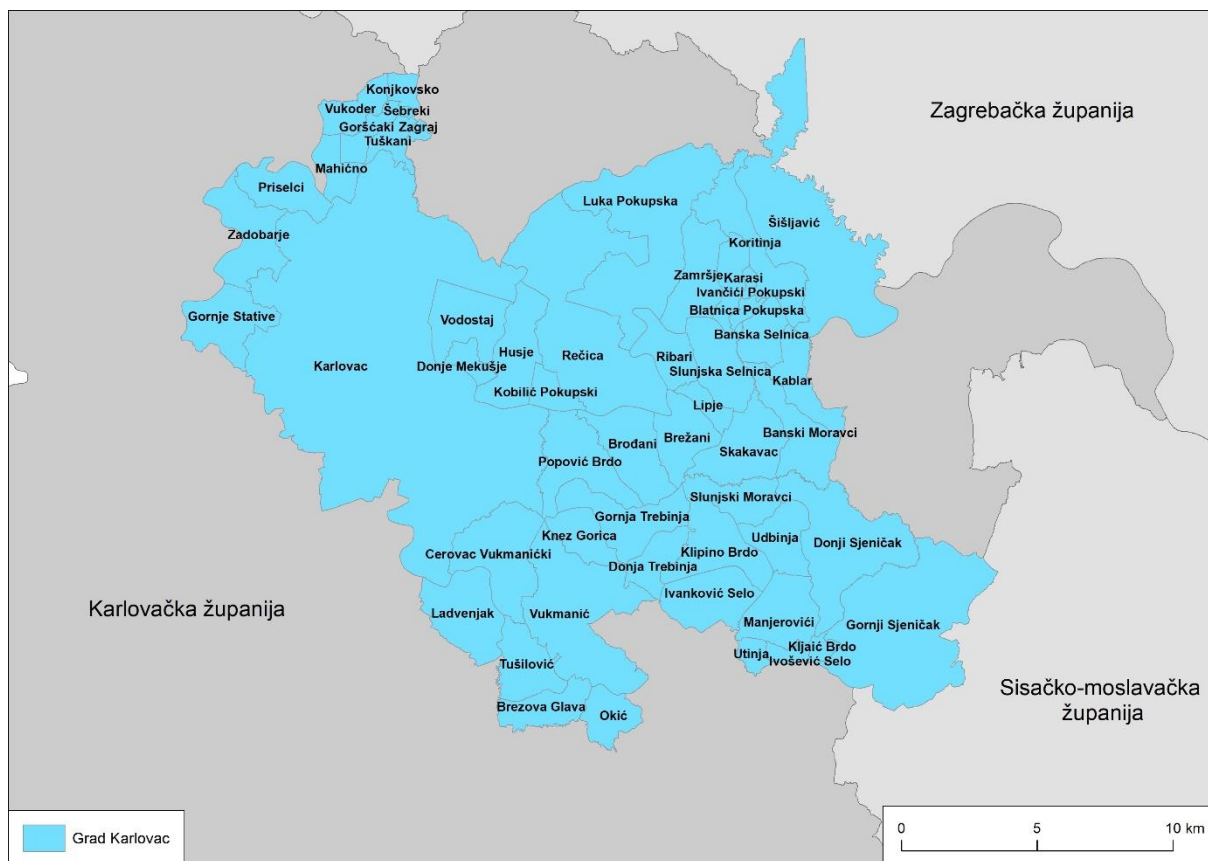 Konjkovsko
Vukoder
Šebreki
Goršćaki
Zagraj
Tuškani
Mahićno
Priselci
Zadobarje
Gornje Stative
Karlovac
Vodostaj
Donje Mekušje
Husje
Kobilić Pokupski
Rečica
Luka Pokupska
Šišljavić
Koritinja
Zamršje
Karasi
Ivančići Pokupski
Blatnica Pokupska
Banska Selnica
Ribari
Slunjska Selnica
Kablar
Lipje
Banski Moravci
Brežani
Brođani
Skakavac
Popović Brdo
Slunjski Moravci
Gornja Trebinja
Knez Gorica
Udbinja
Donji Sjeničak
Cerovac Vukmanićki
Klipino Brdo
Donja Trebinja
Ivanković Selo
Ladvenjak
Vukmanić
Manjerovići
Gornji Sjeničak
Kljaić Brdo
Utinja
Ivošević Selo
Tušilović
Brezova Glava
Okić
Zagrebačka županija
Karlovačka županija
Sisačko-moslavačka
županija
Grad Karlovac
0 5 10 km